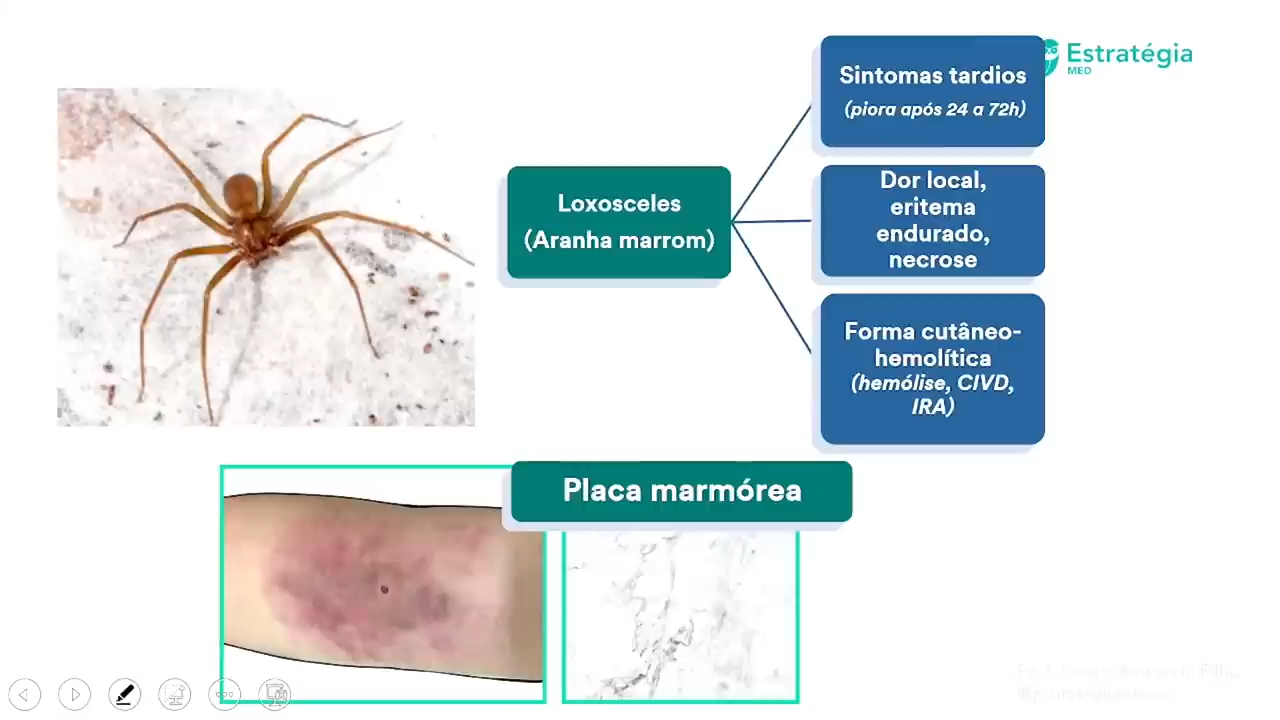 Estratégia
MED
Sintomas tardios
(piora após 24 a 72h)
Loxosceles
(Aranha marrom)
Dor local,
eritema
endurado,
necrose
Forma cutâneo-
hemolítica
(hemólise, CIVD,
IRA)
Placa marmórea